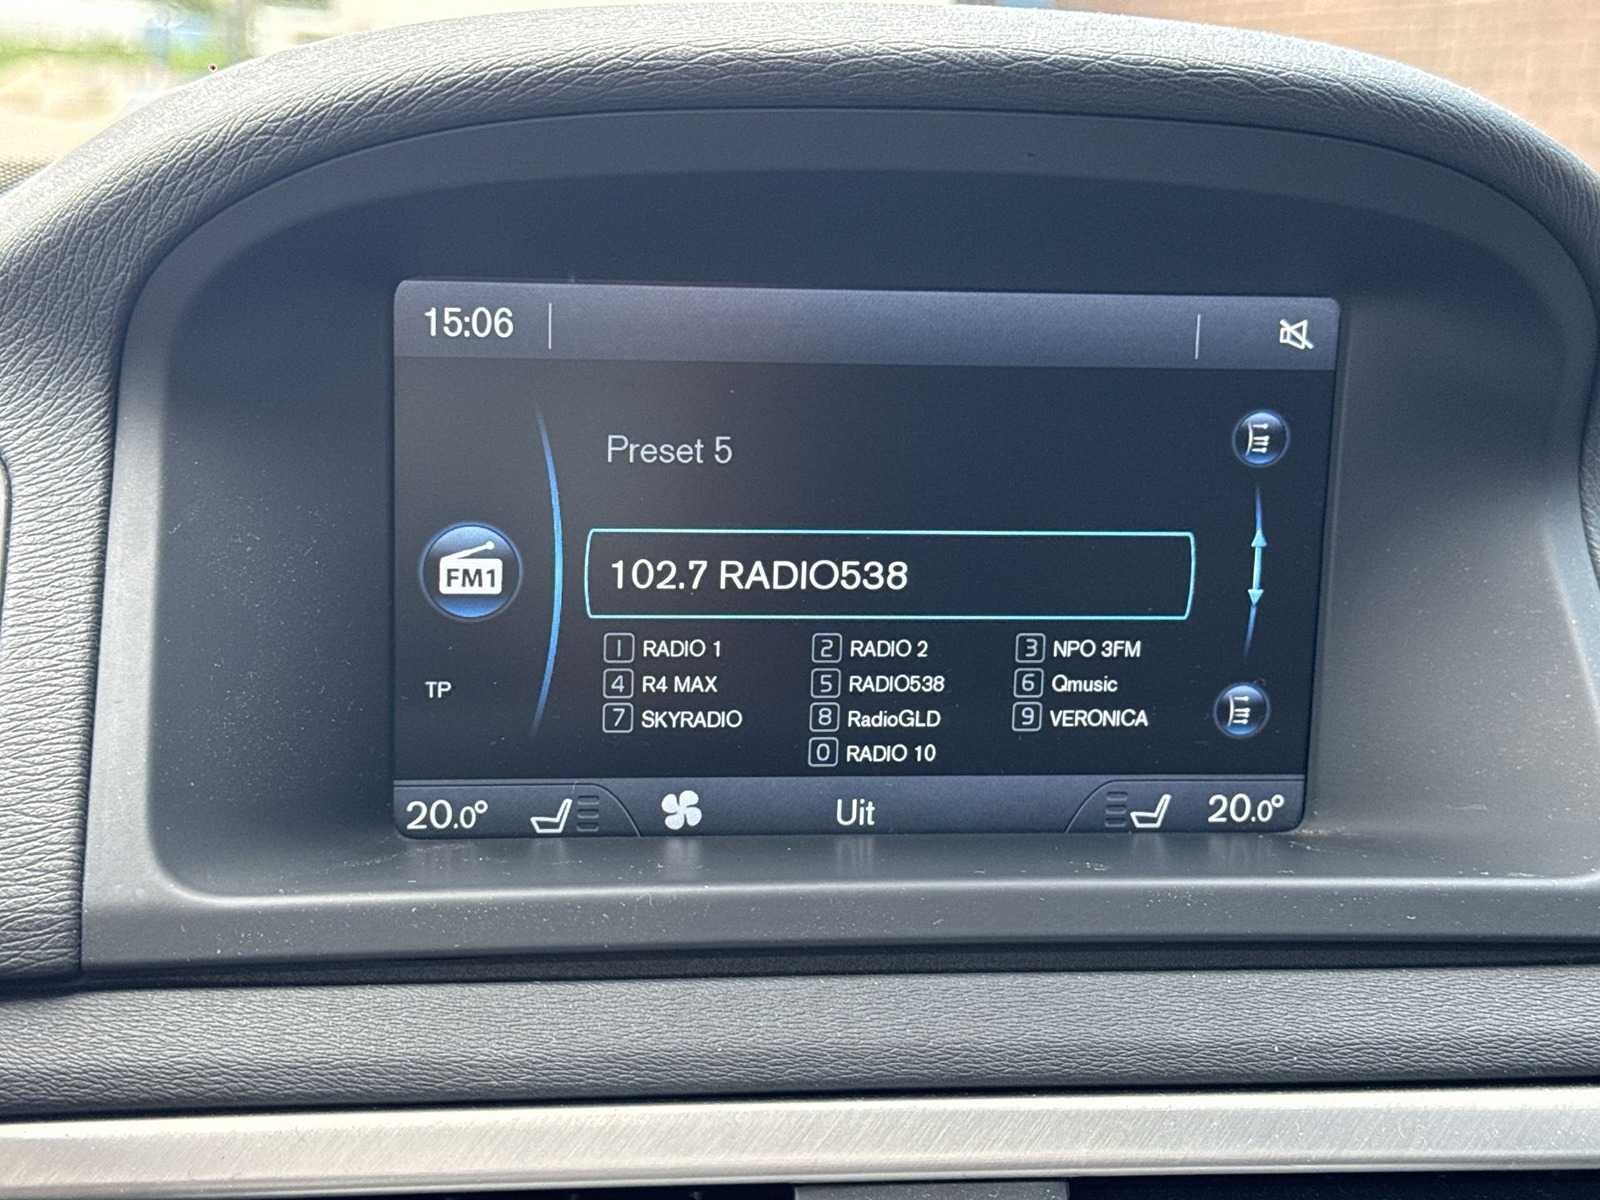 15:06
Preset 5
FM1
102.7 RADIO538
1 RADIO 1 2 RADIO 2 3 NPO 3FM
TP
4 R4 MAX 5 RADIO538 6 Qmusic
7 SKYRADIO 8 RadioGLD 9 VERONICA
0 RADIO 10
20.0° Uit 20.0°